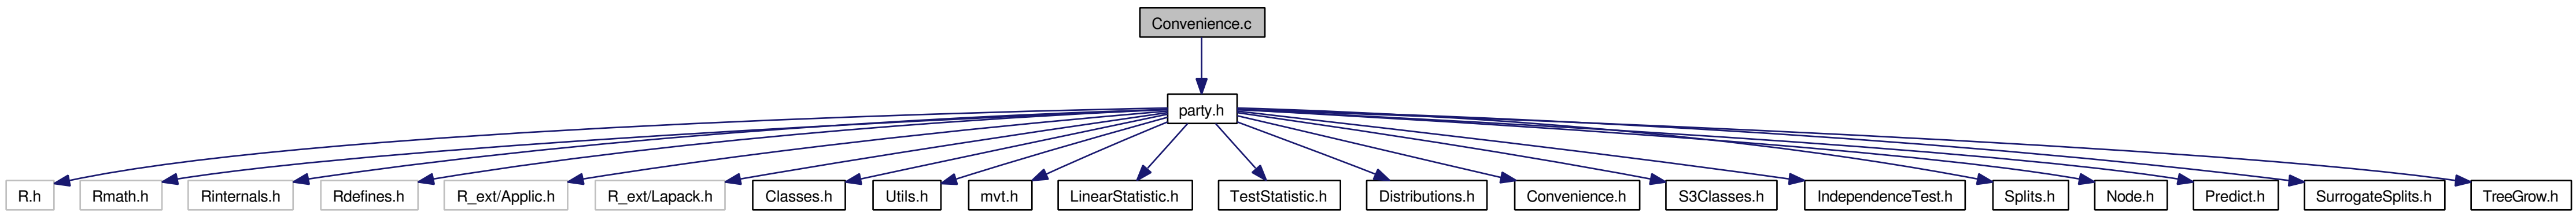 Convenience.c
party.h
R.h
Rmath.h
Rinternals.h
Rdefines.h
R_ext/Applic.h
R_ext/Lapack.h
Classes.h
Utils.h
mvt.h
LinearStatistic.h
TestStatistic.h
Distributions.h
Convenience.h
S3Classes.h
IndependenceTest.h
Splits.h
Node.h
Predict.h
SurrogateSplits.h
TreeGrow.h